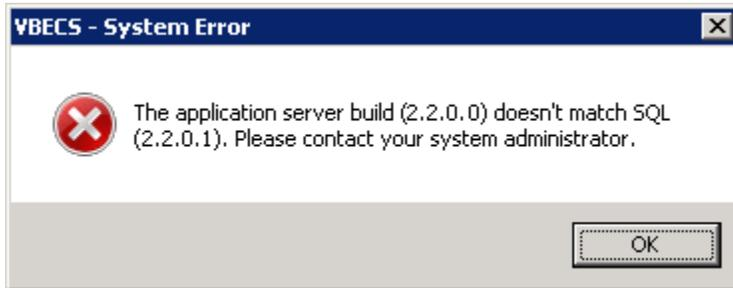 VBECS - System Error
The application server build (2.2.0.0) doesn't match SQL
(2.2.0.1). Please contact your system administrator.
OK